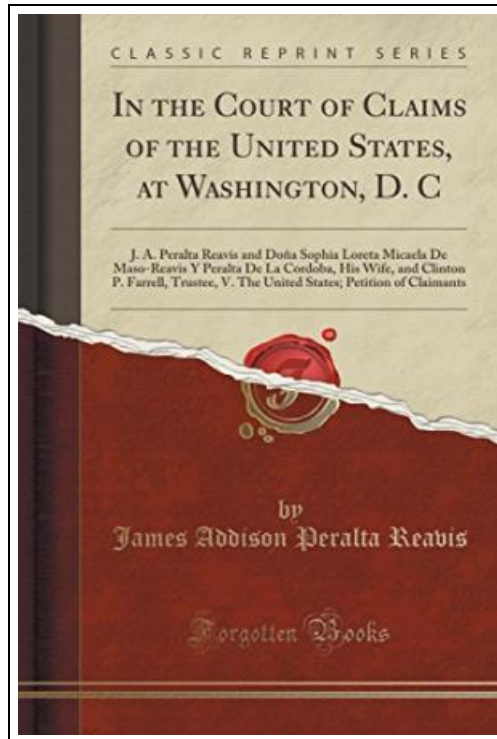 CLASSIC REPRINT SERIES
IN THE COURT OF CLAIMS
OF THE UNITED STATES,
AT WASHINGTON, D. C
J. A. Peralta Reavis and Doña Sophia Loreta Micaela De
Maso-Reavis Y Peralta De La Cordoba, His Wife, and Clinton
P. Farrell, Trustee, V. The United States; Petition of Claimants
by
James Addison Peralta Reavis
Forgotten Books